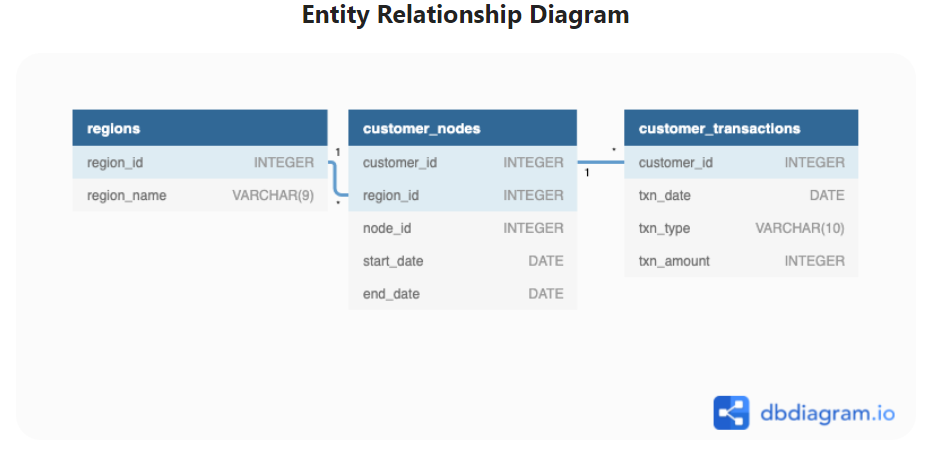 Entity Relationship Diagram
regions
region_id INTEGER
region_name VARCHAR(9)
1
*
customer_nodes
customer_id INTEGER
region_id INTEGER
node_id INTEGER
start_date DATE
end_date DATE
1
*
customer_transactions
customer_id INTEGER
txn_date DATE
txn_type VARCHAR(10)
txn_amount INTEGER
dbdiagram.io